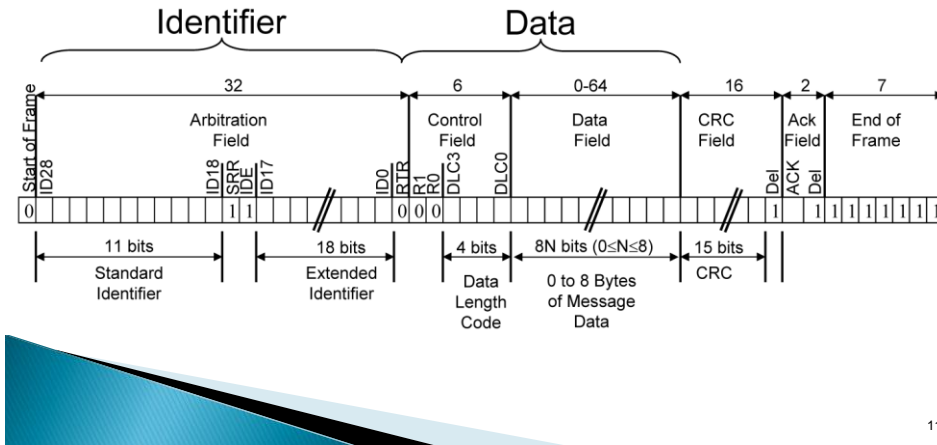 Identifier Data
32 6 0-64 16 2 7
Start of Frame
Arbitration Field
Control Field
Data Field
CRC Field
Ack Field
End of Frame
ID28 ID18 SRR IDE ID17 ID0 RTR R1 R0 DLC3 DLC0 Del ACK Del
0 1 1 0 0 0 1 1 1 1 1 1 1 1 1
11 bits
Standard Identifier
18 bits
Extended Identifier
4 bits
Data Length Code
8N bits (0≤N≤8)
0 to 8 Bytes of Message Data
15 bits
CRC
11